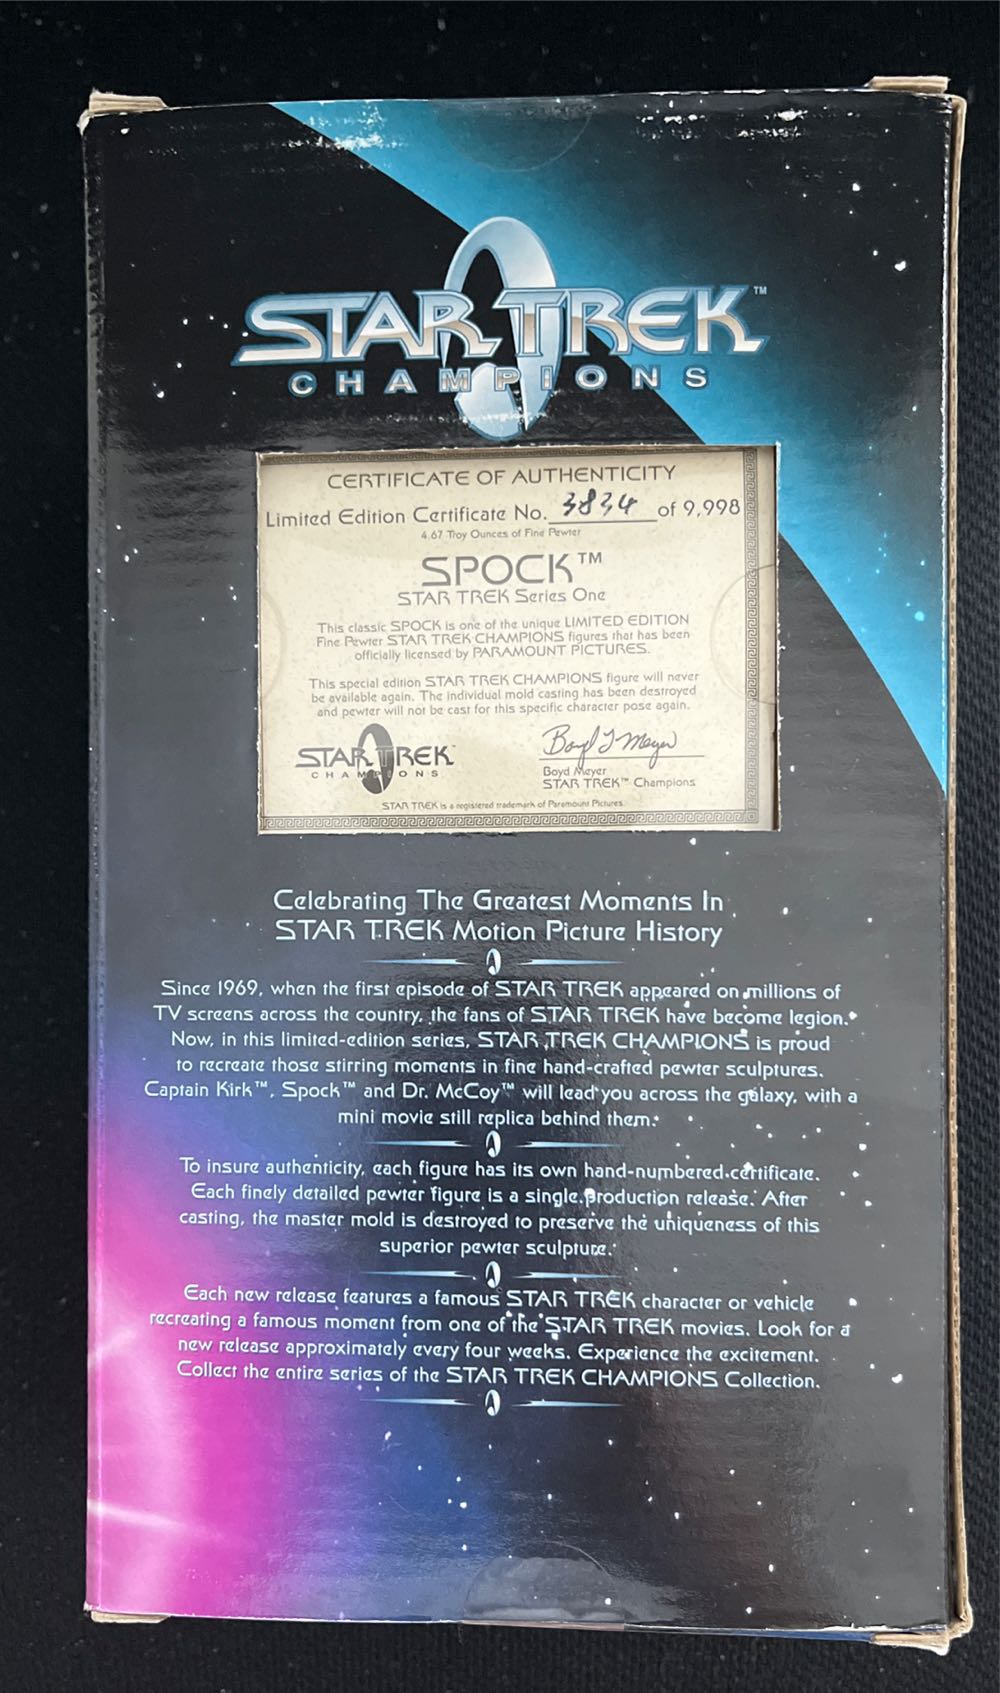 STAR TREK™
CHAMPIONS
CERTIFICATE OF AUTHENTICITY
Limited Edition Certificate No. 3834 of 9,998
4.67 Troy Ounces of Fine Pewter
SPOCK™
STAR TREK Series One
This classic SPOCK is one of the unique LIMITED EDITION
Fine Pewter STAR TREK CHAMPIONS figures that has been
officially licensed by PARAMOUNT PICTURES.
This special edition STAR TREK CHAMPIONS figure will never
be available again. The individual mold casting has been destroyed
and pewter will not be cast for this specific character pose again.
STAR TREK™
CHAMPIONS
Boyd J Meyer
Boyd Meyer
STAR TREK™ Champions
STAR TREK is a registered trademark of Paramount Pictures.
Celebrating The Greatest Moments In
STAR TREK Motion Picture History
Since 1969, when the first episode of STAR TREK appeared on millions of
TV screens across the country, the fans of STAR TREK have become legion.
Now, in this limited-edition series, STAR TREK CHAMPIONS is proud
to recreate those stirring moments in fine hand-crafted pewter sculptures.
Captain Kirk™, Spock™ and Dr. McCoy™ will lead you across the galaxy, with a
mini movie still replica behind them.
To insure authenticity, each figure has its own hand-numbered certificate.
Each finely detailed pewter figure is a single production release. After
casting, the master mold is destroyed to preserve the uniqueness of this
superior pewter sculpture.
Each new release features a famous STAR TREK character or vehicle
recreating a famous moment from one of the STAR TREK movies. Look for a
new release approximately every four weeks. Experience the excitement.
Collect the entire series of the STAR TREK CHAMPIONS Collection.